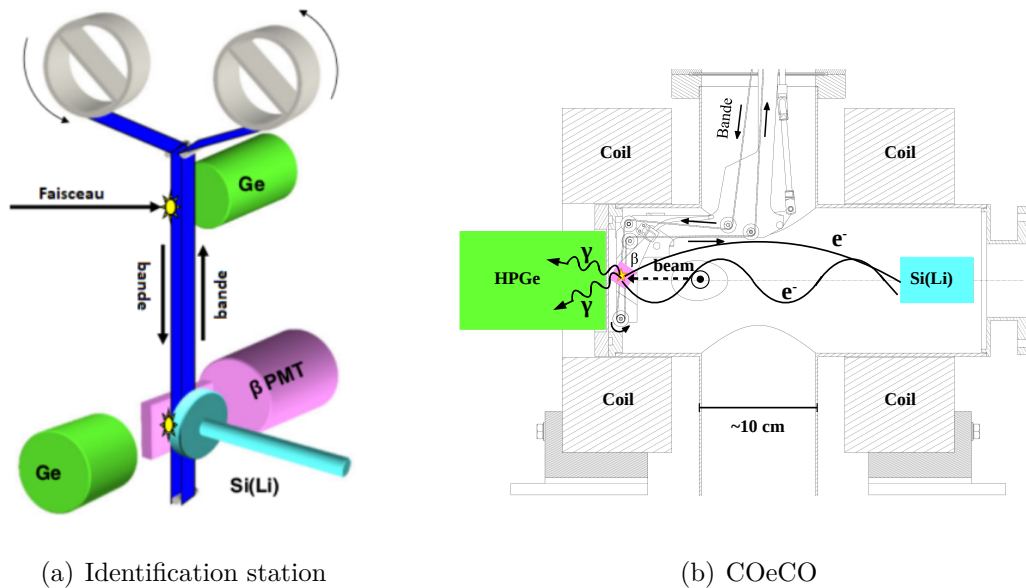 Ge
Faisceau
bande
bande
β PMT
Ge
Si(Li)
(a) Identification station
Bande
Coil
Coil
e-
β
γ
beam
HPGe
Si(Li)
γ
e-
Coil
Coil
~10 cm
(b) COeCO